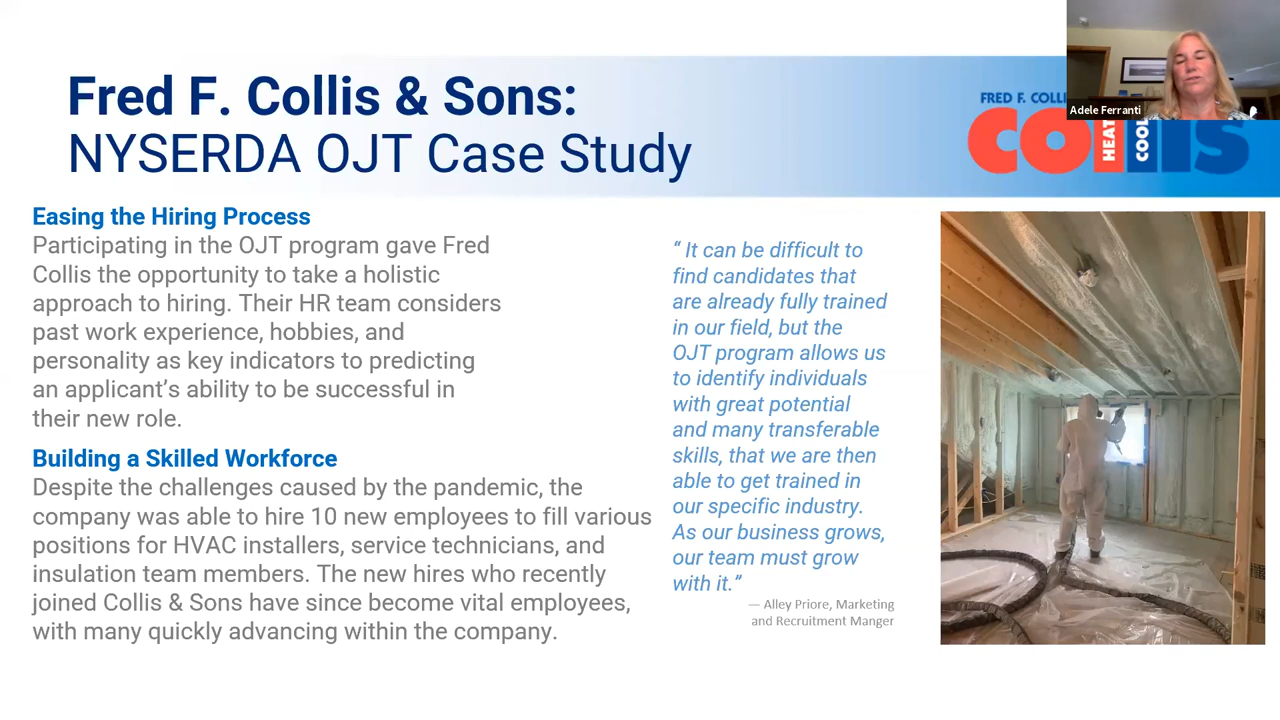 Fred F. Collis & Sons:
NYSERDA OJT Case Study
FRED F.
Adele Ferranti
HEAT
COOL
Easing the Hiring Process
Participating in the OJT program gave Fred
Collis the opportunity to take a holistic
approach to hiring. Their HR team considers
past work experience, hobbies, and
personality as key indicators to predicting
an applicant’s ability to be successful in
their new role.
Building a Skilled Workforce
Despite the challenges caused by the pandemic, the
company was able to hire 10 new employees to fill various
positions for HVAC installers, service technicians, and
insulation team members. The new hires who recently
joined Collis & Sons have since become vital employees,
with many quickly advancing within the company.
“ It can be difficult to
find candidates that
are already fully trained
in our field, but the
OJT program allows us
to identify individuals
with great potential
and many transferable
skills, that we are then
able to get trained in
our specific industry.
As our business grows,
our team must grow
with it.”
— Alley Priore, Marketing
and Recruitment Manger